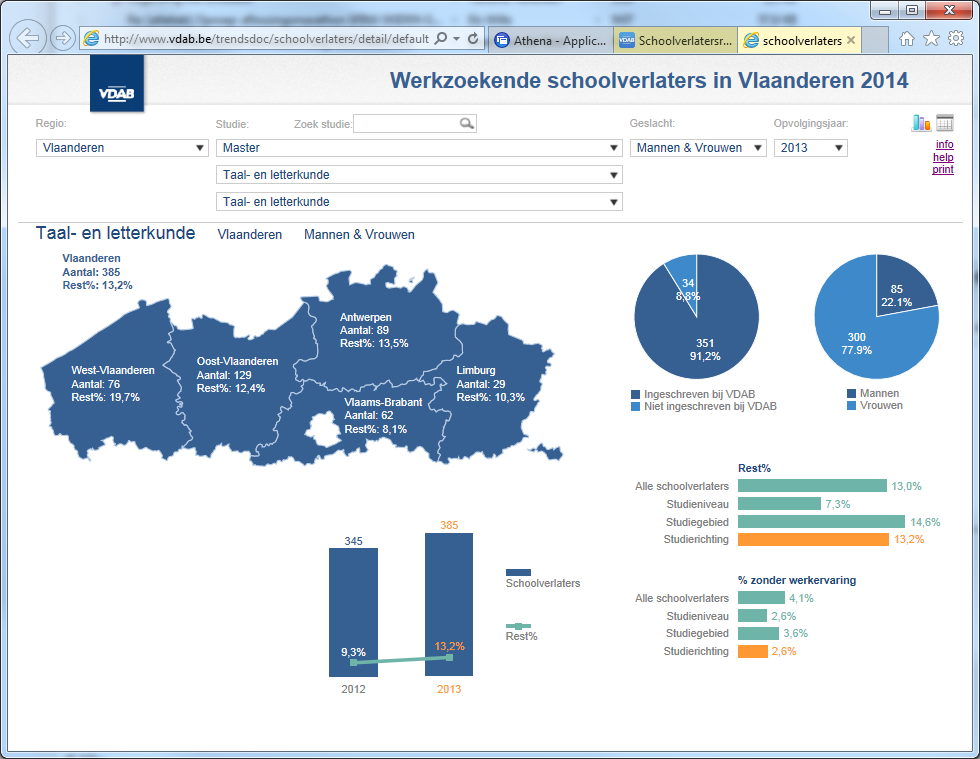 http://www.vdab.be/trendsdoc/schoolverlaters/detail/default
Athena - Applic...
VDAB
Schoolverlatersr...
schoolverlaters
VDAB
Werkzoekende schoolverlaters in Vlaanderen 2014
Regio:
Studie:
Zoek studie:
Geslacht:
Opvolgingsjaar:
Vlaanderen
Master
Mannen & Vrouwen
2013
Taal- en letterkunde
Taal- en letterkunde
info
help
print
Taal- en letterkunde Vlaanderen Mannen & Vrouwen
Vlaanderen
Aantal: 385
Rest%: 13,2%
West-Vlaanderen
Aantal: 76
Rest%: 19,7%
Oost-Vlaanderen
Aantal: 129
Rest%: 12,4%
Antwerpen
Aantal: 89
Rest%: 13,5%
Vlaams-Brabant
Aantal: 62
Rest%: 8,1%
Limburg
Aantal: 29
Rest%: 10,3%
34
8,8%
351
91,2%
Ingeschreven bij VDAB
Niet ingeschreven bij VDAB
85
22.1%
300
77.9%
Mannen
Vrouwen
345
385
9,3%
13,2%
2012
2013
Schoolverlaters
Rest%
Rest%
Alle schoolverlaters 13,0%
Studieniveau 7,3%
Studiegebied 14,6%
Studierichting 13,2%
% zonder werkervaring
Alle schoolverlaters 4,1%
Studieniveau 2,6%
Studiegebied 3,6%
Studierichting 2,6%